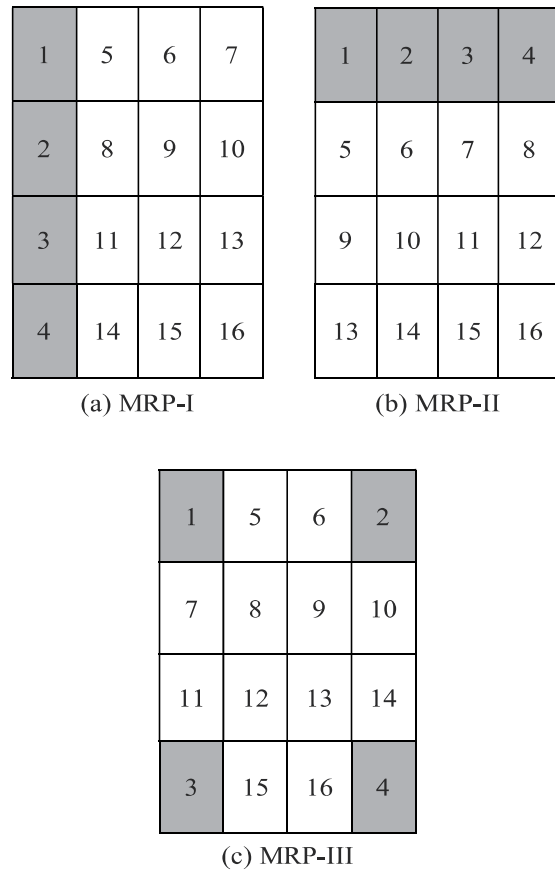 1 5 6 7
2 8 9 10
3 11 12 13
4 14 15 16
(a) MRP-I
1 2 3 4
5 6 7 8
9 10 11 12
13 14 15 16
(b) MRP-II
1 5 6 2
7 8 9 10
11 12 13 14
3 15 16 4
(c) MRP-III